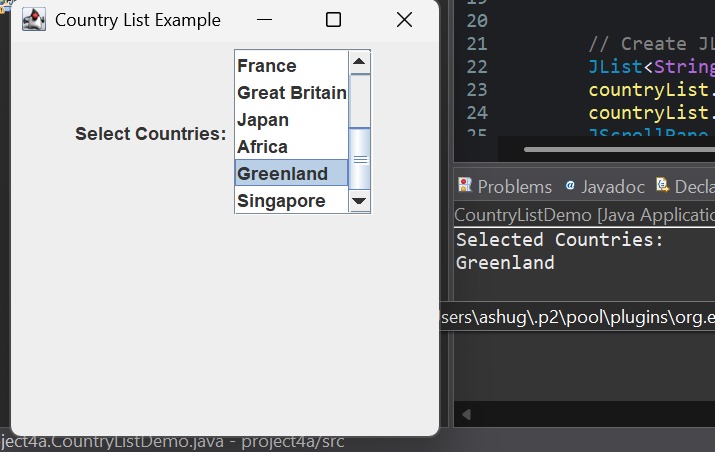 Country List Example
France
Great Britain
Japan
Africa
Greenland
Singapore
Select Countries:
20
21 // Create JL
22 JList<String
23 countryList.
24 countryList.
25 JScrollPane
Problems @ Javadoc Decla
CountryListDemo [Java Applicatio
Selected Countries:
Greenland
sers\ashug\.p2\pool\plugins\org.e
ject4a.CountryListDemo.java - project4a/src